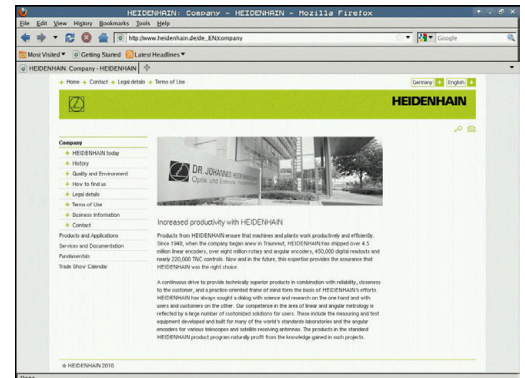 HEIDENHAIN: Company - HEIDENHAIN - Mozilla Firefox
File Edit View History Bookmarks Tools Help
http://www.heidenhain.de/de_EN/company
Google
Most Visited Getting Started Latest Headlines
HEIDENHAIN: Company - HEIDENHAIN
Home Contact Legal details Terms of Use
Germany English
HEIDENHAIN
Company
HEIDENHAIN today
History
Quality and Environment
How to find us
Legal details
Terms of Use
Business Information
Contact
Products and Applications
Services and Documentation
Fundamentals
Trade Show Calendar
DR. JOHANNES HEIDENHAIN
Optik und Elektronik
Increased productivity with HEIDENHAIN
Products from HEIDENHAIN ensure that machines and plants work productively and efficiently.
Since 1948, when the company began anew in Traunreut, HEIDENHAIN has shipped over 4.5
million linear encoders, over eight million rotary and angular encoders, 450,000 digital readouts and
nearly 220,000 TNC controls. Now and in the future, this expertise provides the assurance that
HEIDENHAIN was the right choice.
A continuous drive to provide technically superior products in combination with reliability, closeness
to the customer, and a practice-oriented frame of mind form the basis of HEIDENHAIN's efforts.
HEIDENHAIN has always sought a dialog with science and research on the one hand and with
users and customers on the other. Our competence in the area of linear and angular metrology is
reflected by a large number of customized solutions for users. These include the measuring and test
equipment developed and built for many of the world's standards laboratories and the angular
encoders for various telescopes and satellite receiving antennas. The products in the standard
HEIDENHAIN product program naturally profit from the knowledge gained in such projects.
© HEIDENHAIN 2010
Done